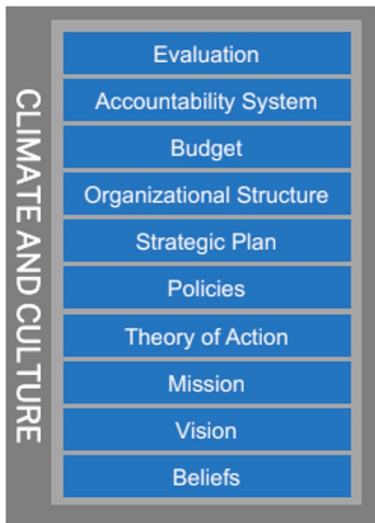 CLIMATE AND CULTURE
Evaluation
Accountability System
Budget
Organizational Structure
Strategic Plan
Policies
Theory of Action
Mission
Vision
Beliefs